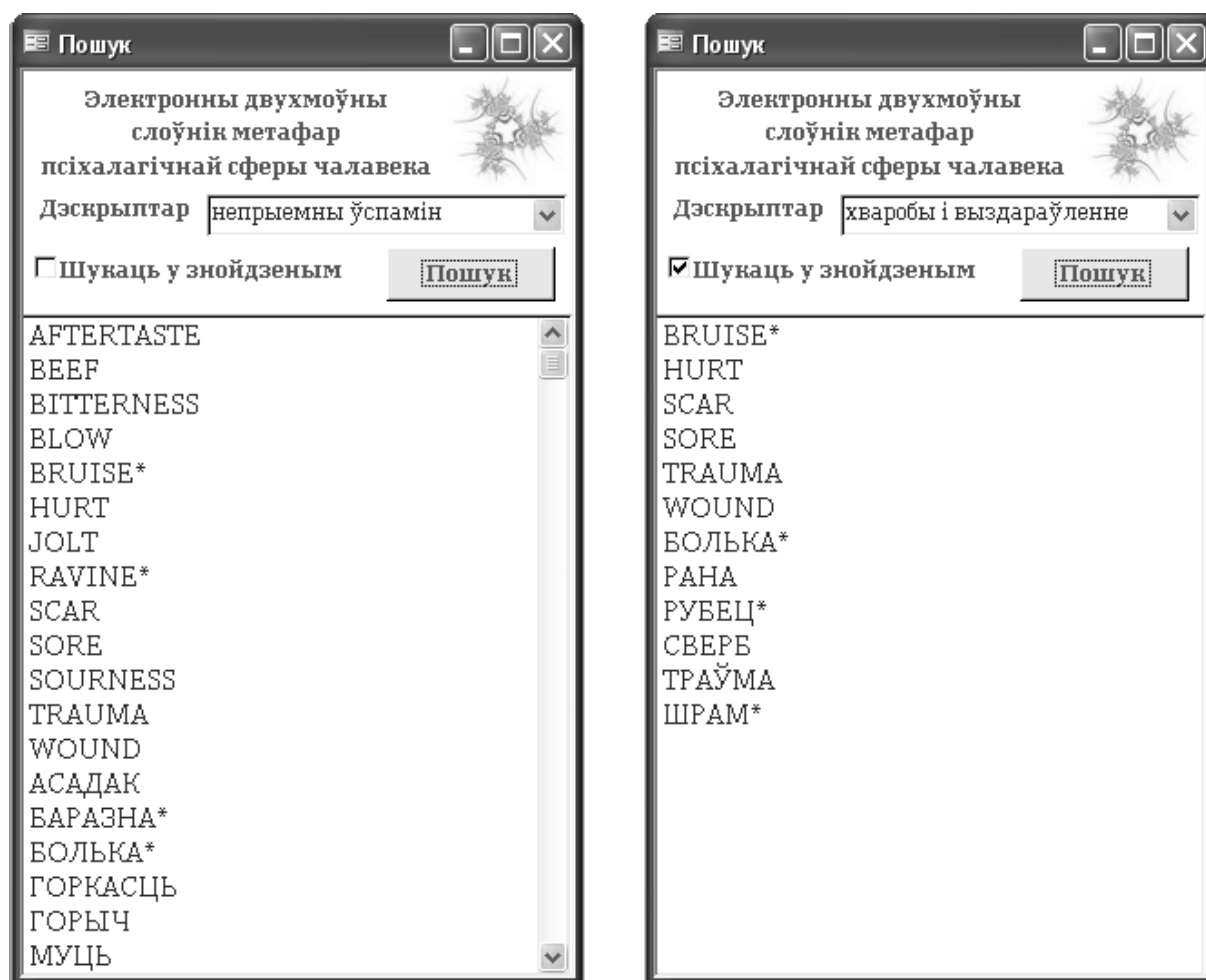 Пошук
Электронны двухмоўны
слоўнік метафар
псіхалагічнай сферы чалавека
Дэскрыптар непрыемны ўспамін
Шукаць у знойдзеным Пошук
AFTERTASTE
BEEF
BITTERNESS
BLOW
BRUISE*
HURT
JOLT
RAVINE*
SCAR
SORE
SOURNESS
TRAUMA
WOUND
АСАДАК
БАРАЗНА*
БОЛЬКА*
ГОРКАСЦЬ
ГОРЫЧ
МУЦЬ
Пошук
Электронны двухмоўны
слоўнік метафар
псіхалагічнай сферы чалавека
Дэскрыптар хваробы і выздараўленне
Шукаць у знойдзеным Пошук
BRUISE*
HURT
SCAR
SORE
TRAUMA
WOUND
БОЛЬКА*
РАНА
РУБЕЦ*
СВЕРБ
ТРАЎМА
ШРАМ*